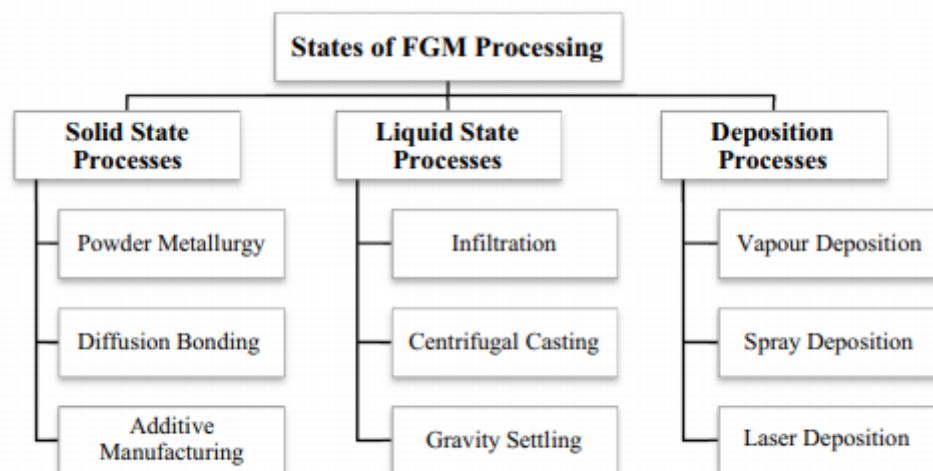 States of FGM Processing
Solid State
Processes
Liquid State
Processes
Deposition
Processes
Powder Metallurgy
Infiltration
Vapour Deposition
Diffusion Bonding
Centrifugal Casting
Spray Deposition
Additive
Manufacturing
Gravity Settling
Laser Deposition